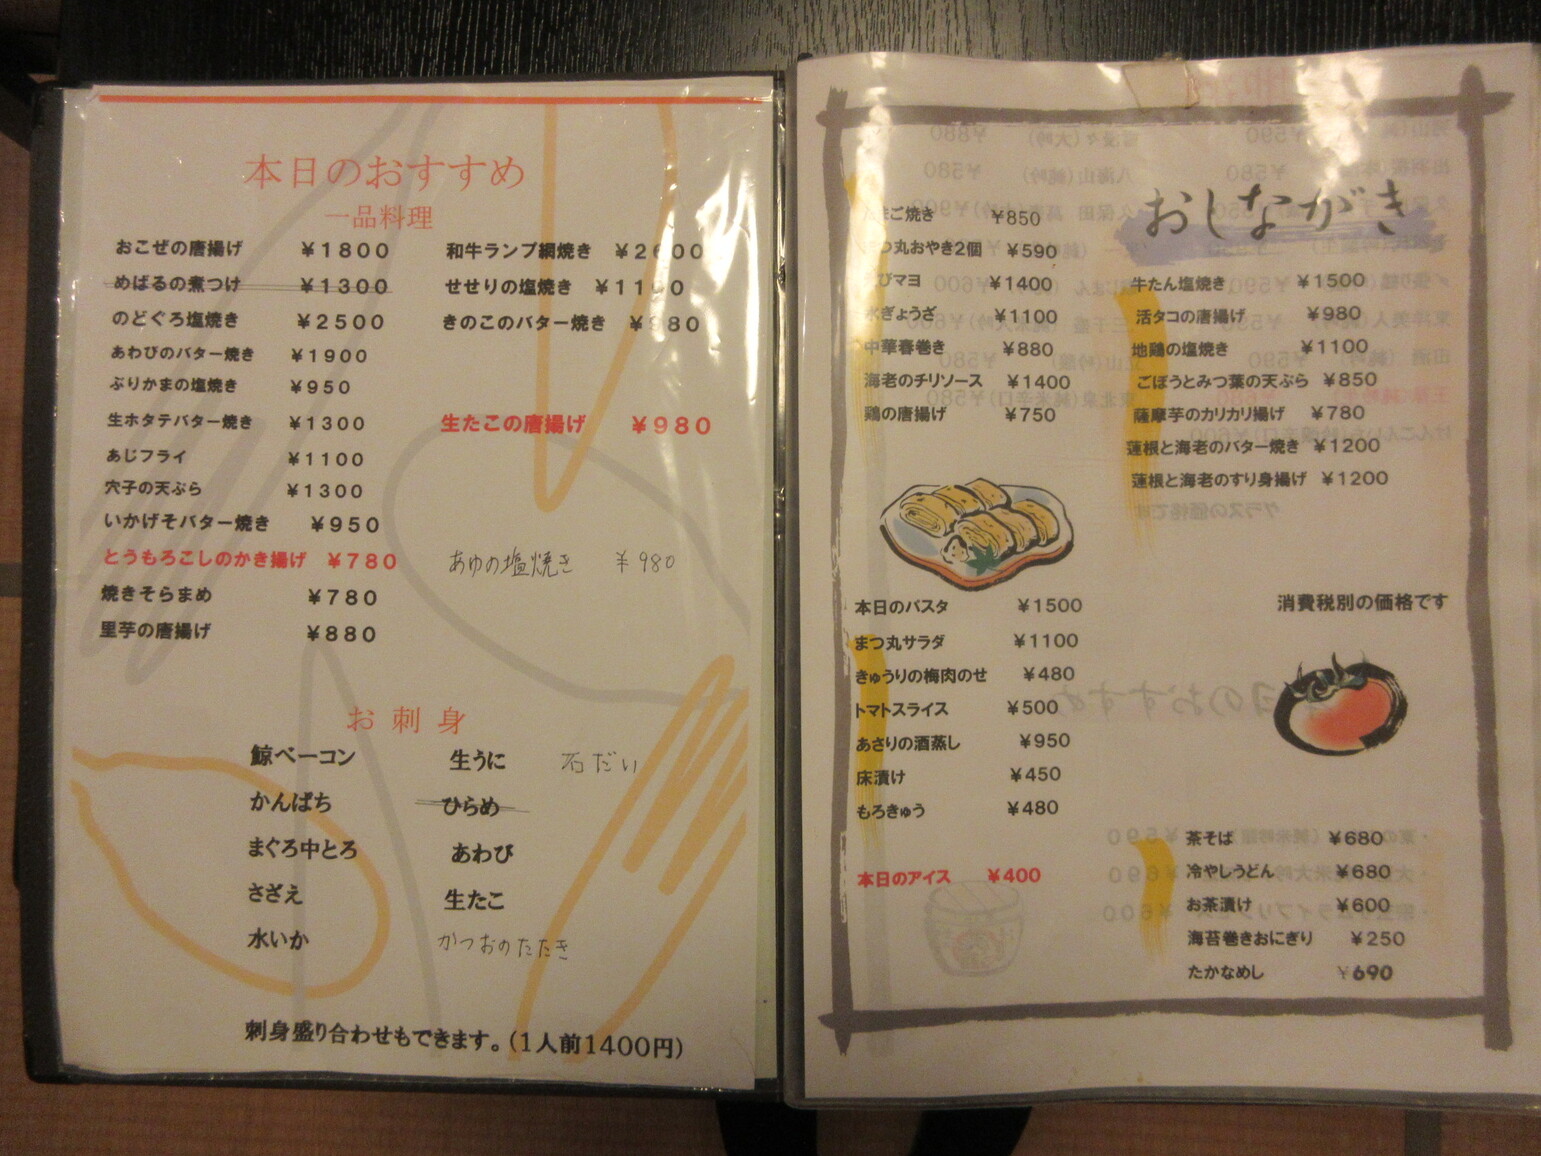 本日のおすすめ
一品料理
おこぜの唐揚げ ￥1800
めばるの煮つけ ￥1300
のどぐろ塩焼き ￥2500
あわびのバター焼き ￥1900
ぶりかまの塩焼き ￥950
生ホタテバター焼き ￥1300
あじフライ ￥1100
穴子の天ぷら ￥1300
いかげそバター焼き ￥950
とうもろこしのかき揚げ ￥780
焼きそらまめ ￥780
里芋の唐揚げ ￥880
和牛ランプ網焼き ￥2600
せせりの塩焼き
きのこのバター焼き ￥980
生たこの唐揚げ ￥980
あゆの塩焼き ￥980
お刺身
鯨ベーコン
かんぱち
まぐろ中とろ
さざえ
水いか
生うに 石だい
ひらめ
あわび
生たこ
かつおのたたき
刺身盛り合わせもできます。(1人前1400円)
おしながき
まご焼き ￥850
つ丸おやき2個 ￥590
びマヨ ￥1400
水ぎょうざ ￥1100
中華春巻き ￥880
海老のチリソース ￥1400
鶏の唐揚げ ￥750
牛たん塩焼き ￥1500
活タコの唐揚げ ￥980
地鶏の塩焼き ￥1100
ごぼうとみつ葉の天ぷら ￥850
薩摩芋のカリカリ揚げ ￥780
蓮根と海老のバター焼き ￥1200
蓮根と海老のすり身揚げ ￥1200
消費税別の価格です
本日のパスタ ￥1500
まつ丸サラダ ￥1100
きゅうりの梅肉のせ ￥480
トマトスライス ￥500
あさりの酒蒸し ￥950
床漬け ￥450
もろきゅう ￥480
本日のアイス ￥400
茶そば ￥680
冷やしうどん ￥680
お茶漬け ￥600
海苔巻きおにぎり ￥250
たかなめし ￥690